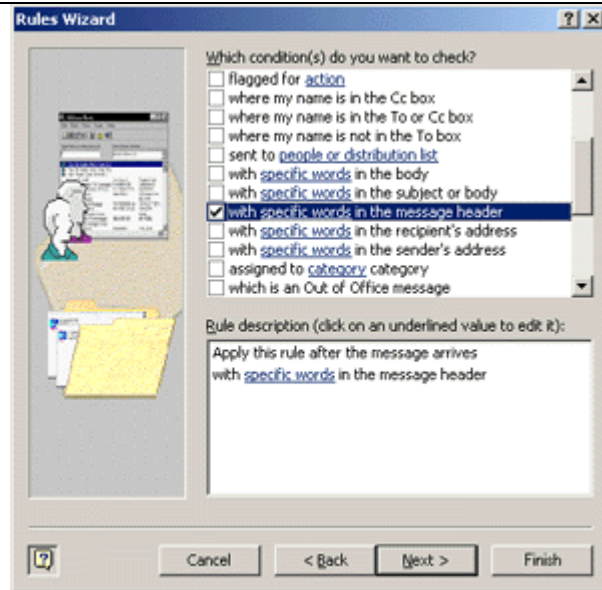 Rules Wizard
Which condition(s) do you want to check?
flagged for action
where my name is in the Cc box
where my name is in the To or Cc box
where my name is not in the To box
sent to people or distribution list
with specific words in the body
with specific words in the subject or body
with specific words in the message header
with specific words in the recipient's address
with specific words in the sender's address
assigned to category category
which is an Out of Office message
Rule description (click on an underlined value to edit it):
Apply this rule after the message arrives
with specific words in the message header
Cancel
< Back
Next >
Finish